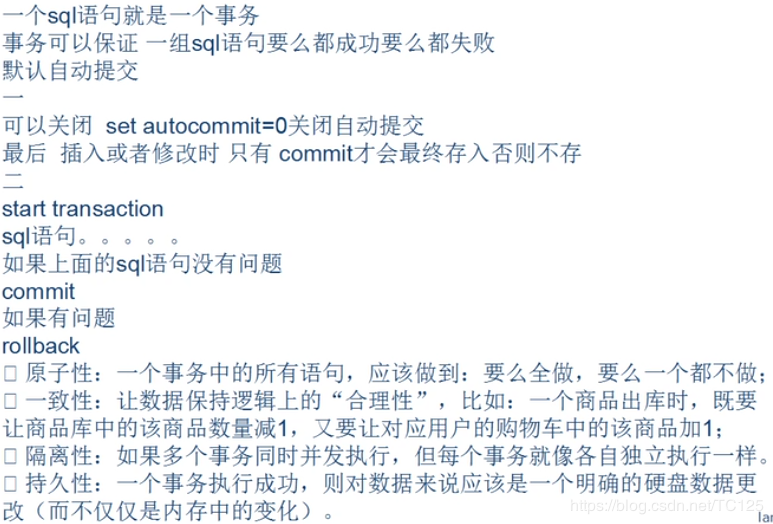 一个sql语句就是一个事务
事务可以保证 一组sql语句要么都成功要么都失败
默认自动提交
一
可以关闭 set autocommit=0关闭自动提交
最后 插入或者修改时 只有 commit才会最终存入否则不存
二
start transaction
sql语句。。。。。
如果上面的sql语句没有问题
commit
如果有问题
rollback
□ 原子性：一个事务中的所有语句，应该做到：要么全做，要么一个都不做；
□ 一致性：让数据保持逻辑上的“合理性”，比如：一个商品出库时，既要
让商品库中的该商品数量减1，又要让对应用户的购物车中的该商品加1；
□ 隔离性：如果多个事务同时并发执行，但每个事务就像各自独立执行一样。
□ 持久性：一个事务执行成功，则对数据来说应该是一个明确的硬盘数据更
改（而不仅仅是内存中的变化）。
https://blog.csdn.net/TC125